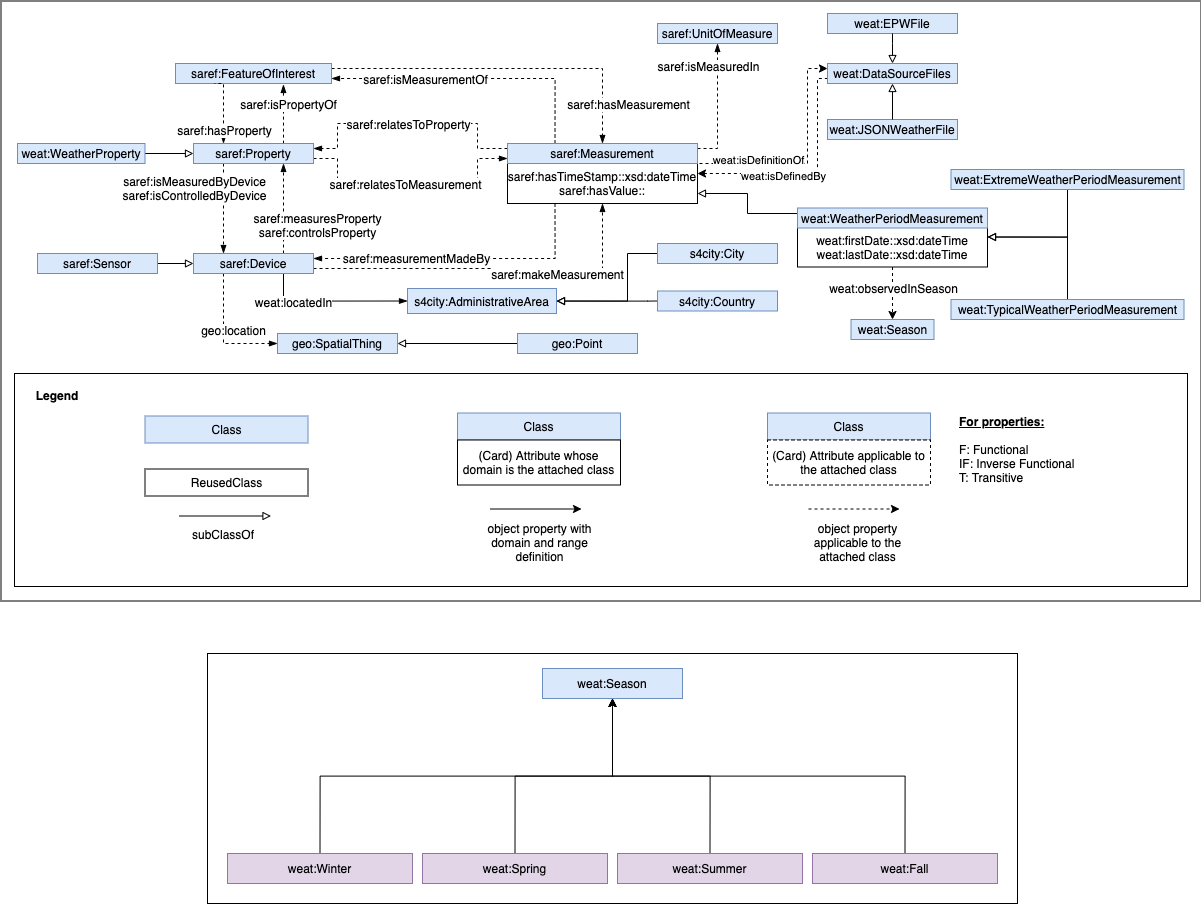 weat:EPWFile
saref:UnitOfMeasure
saref:FeatureOfInterest
saref:isMeasurementOf
saref:isMeasuredIn
weat:DataSourceFiles
saref:isPropertyOf
saref:hasMeasurement
saref:hasProperty
saref:relatesToProperty
weat:JSONWeatherFile
weat:WeatherProperty
saref:Property
saref:Measurement
weat:isDefinitionOf
saref:isMeasuredByDevice
saref:isControlledByDevice
saref:relatesToMeasurement
saref:hasTimeStamp::xsd:dateTime
saref:hasValue::
weat:isDefinedBy
weat:ExtremeWeatherPeriodMeasurement
saref:measuresProperty
saref:controlsProperty
weat:WeatherPeriodMeasurement
weat:firstDate::xsd:dateTime
weat:lastDate::xsd:dateTime
saref:Sensor
saref:Device
saref:measurementMadeBy
saref:makeMeasurement
s4city:City
weat:observedInSeason
weat:locatedIn
s4city:AdministrativeArea
s4city:Country
weat:TypicalWeatherPeriodMeasurement
geo:location
geo:SpatialThing
geo:Point
weat:Season
Legend
Class
ReusedClass
subClassOf
Class
(Card) Attribute whose
domain is the attached class
object property with
domain and range
definition
Class
(Card) Attribute applicable to
the attached class
object property
applicable to the
attached class
For properties:
F: Functional
IF: Inverse Functional
T: Transitive
weat:Season
weat:Winter
weat:Spring
weat:Summer
weat:Fall